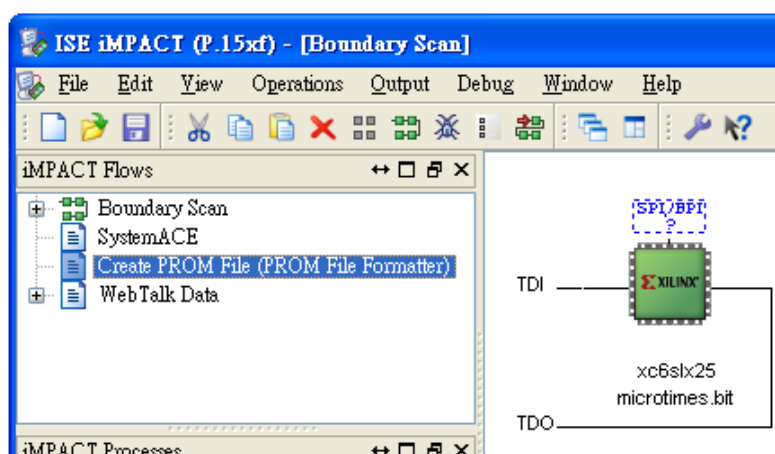 ISE iMPACT (P.15xf) - [Boundary Scan]
File Edit View Operations Output Debug Window Help
iMPACT Flows
Boundary Scan
SystemACE
Create PROM File (PROM File Formatter)
WebTalk Data
SPI/BPI
?
TDI
XILINX
xc6slx25
microtimes.bit
TDO
iMPACT Processes